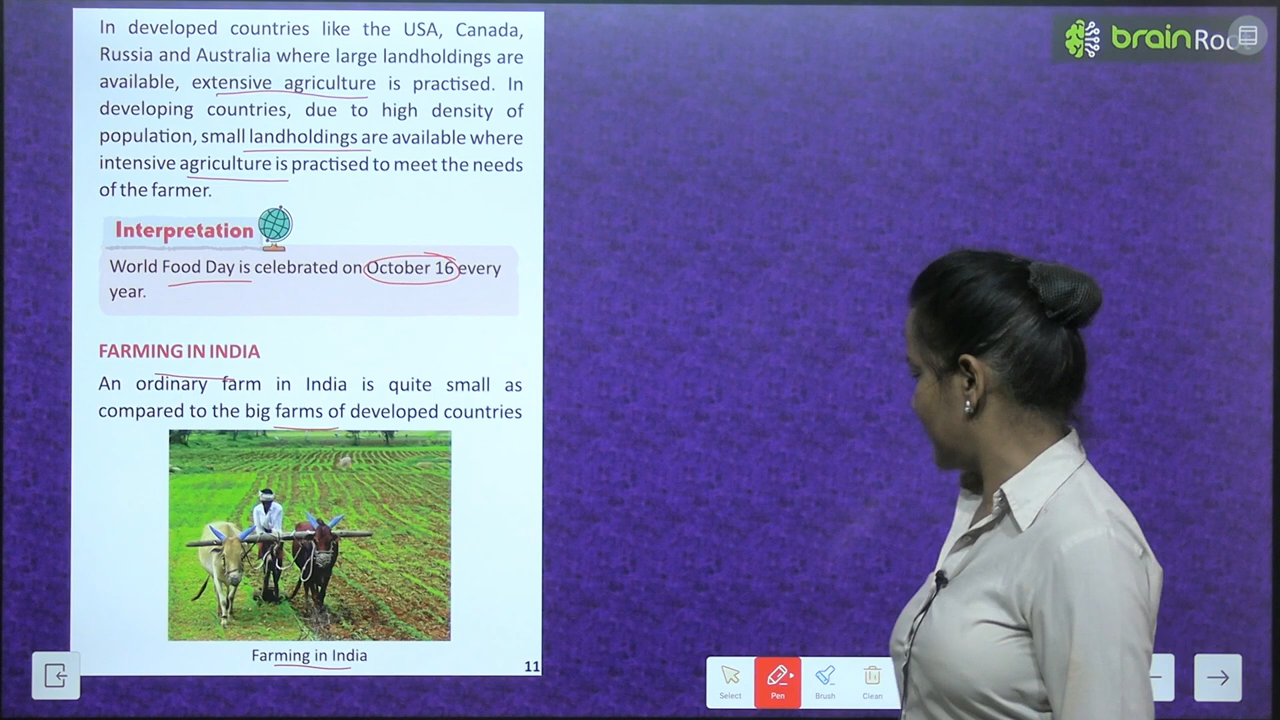 In developed countries like the USA, Canada,
Russia and Australia where large landholdings are
available, extensive agriculture is practised. In
developing countries, due to high density of
population, small landholdings are available where
intensive agriculture is practised to meet the needs
of the farmer.
Interpretation
World Food Day is celebrated on October 16 every
year.
FARMING IN INDIA
An ordinary farm in India is quite small as
compared to the big farms of developed countries
Farming in India
11
brain
Select
Pen
Brush
Clean